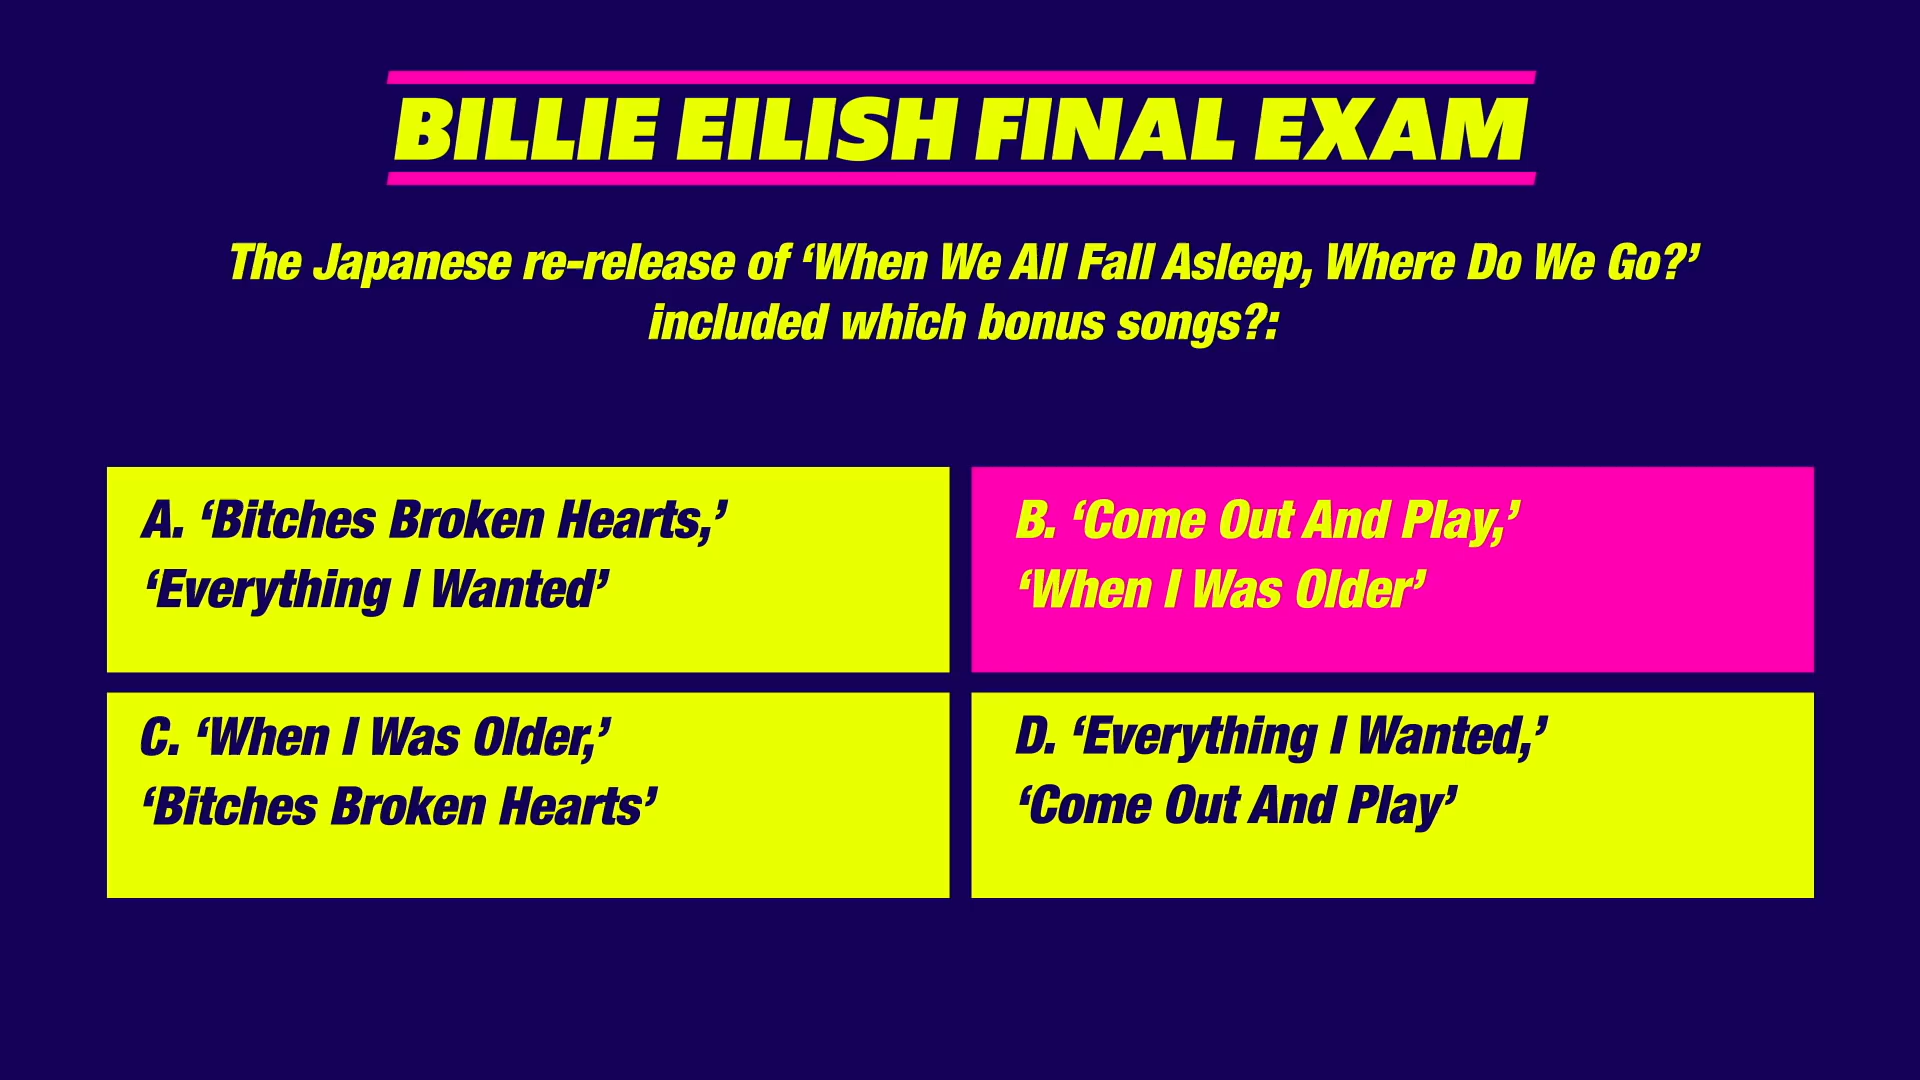 BILLIE EILISH FINAL EXAM
The Japanese re-release of ‘When We All Fall Asleep, Where Do We Go?’
included which bonus songs?:
A. ‘Bitches Broken Hearts,’
‘Everything I Wanted’
B. ‘Come Out And Play,’
‘When I Was Older’
C. ‘When I Was Older,’
‘Bitches Broken Hearts’
D. ‘Everything I Wanted,’
‘Come Out And Play’